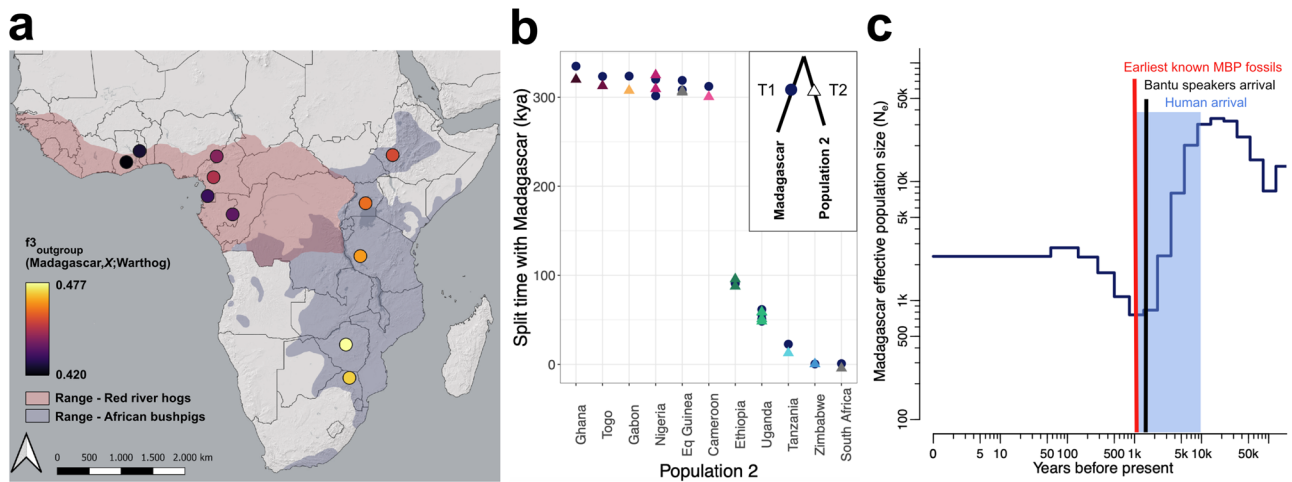 a
f3outgroup
(Madagascar,X;Warthog)
0.477
0.420
Range - Red river hogs
Range - African bushpigs
0 500 1.000 1.500 2.000 km
b
Split time with Madagascar (kya)
300
200
100
0
T1
T2
Madagascar
Population 2
Ghana
Togo
Gabon
Nigeria
Eq Guinea
Cameroon
Ethiopia
Uganda
Tanzania
Zimbabwe
South Africa
Population 2
c
Earliest known MBP fossils
Bantu speakers arrival
Human arrival
Madagascar effective population size (Ne)
50k
10k
5k
1k
500
100
0 5 10 50 100 500 1k 5k 10k 50k
Years before present